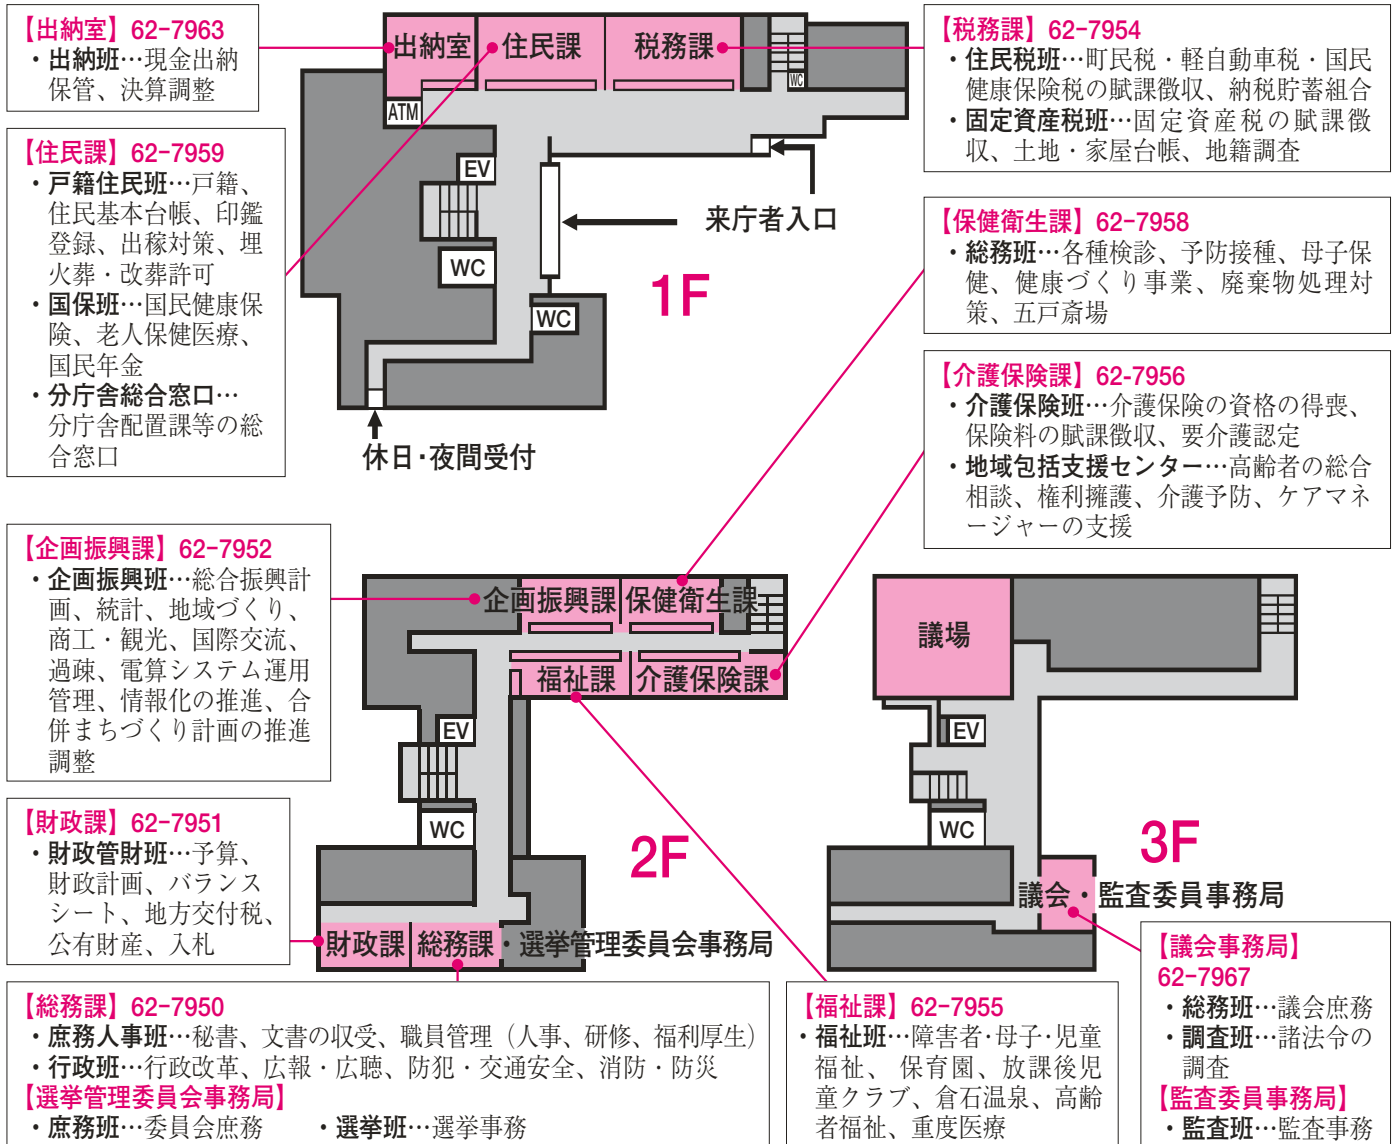 【出納室】62-7963
・出納班…現金出納
保管、決算調整
【住民課】62-7959
・戸籍住民班…戸籍、
住民基本台帳、印鑑
登録、出稼対策、埋
火葬・改葬許可
・国保班…国民健康保
険、老人保健医療、
国民年金
・分庁舎総合窓口…
分庁舎配置課等の総
合窓口
出納室
住民課
税務課
ATM
WC
EV
WC
WC
来庁者入口
1F
休日・夜間受付
【税務課】62-7954
・住民税班…町民税・軽自動車税・国民
健康保険税の賦課徴収、納税貯蓄組合
・固定資産税班…固定資産税の賦課徴
収、土地・家屋台帳、地籍調査
【保健衛生課】62-7958
・総務班…各種検診、予防接種、母子保
健、健康づくり事業、廃棄物処理対
策、五戸斎場
【介護保険課】62-7956
・介護保険班…介護保険の資格の得喪、
保険料の賦課徴収、要介護認定
・地域包括支援センター…高齢者の総合
相談、権利擁護、介護予防、ケアマネ
ージャーの支援
【企画振興課】62-7952
・企画振興班…総合振興計
画、統計、地域づくり、
商工・観光、国際交流、
過疎、電算システム運用
管理、情報化の推進、合
併まちづくり計画の推進
調整
【財政課】62-7951
・財政管財班…予算、
財政計画、バランス
シート、地方交付税、
公有財産、入札
企画振興課
保健衛生課
福祉課
介護保険課
EV
WC
2F
財政課
総務課・選挙管理委員会事務局
議場
EV
WC
3F
議会・監査委員事務局
【総務課】62-7950
・庶務人事班…秘書、文書の収受、職員管理（人事、研修、福利厚生）
・行政班…行政改革、広報・広聴、防犯・交通安全、消防・防災
【選挙管理委員会事務局】
・庶務班…委員会庶務 ・選挙班…選挙事務
【福祉課】62-7955
・福祉班…障害者・母子・児童
福祉、保育園、放課後児
童クラブ、倉石温泉、高齢
者福祉、重度医療
【議会事務局】
62-7967
・総務班…議会庶務
・調査班…諸法令の
調査
【監査委員事務局】
・監査班…監査事務